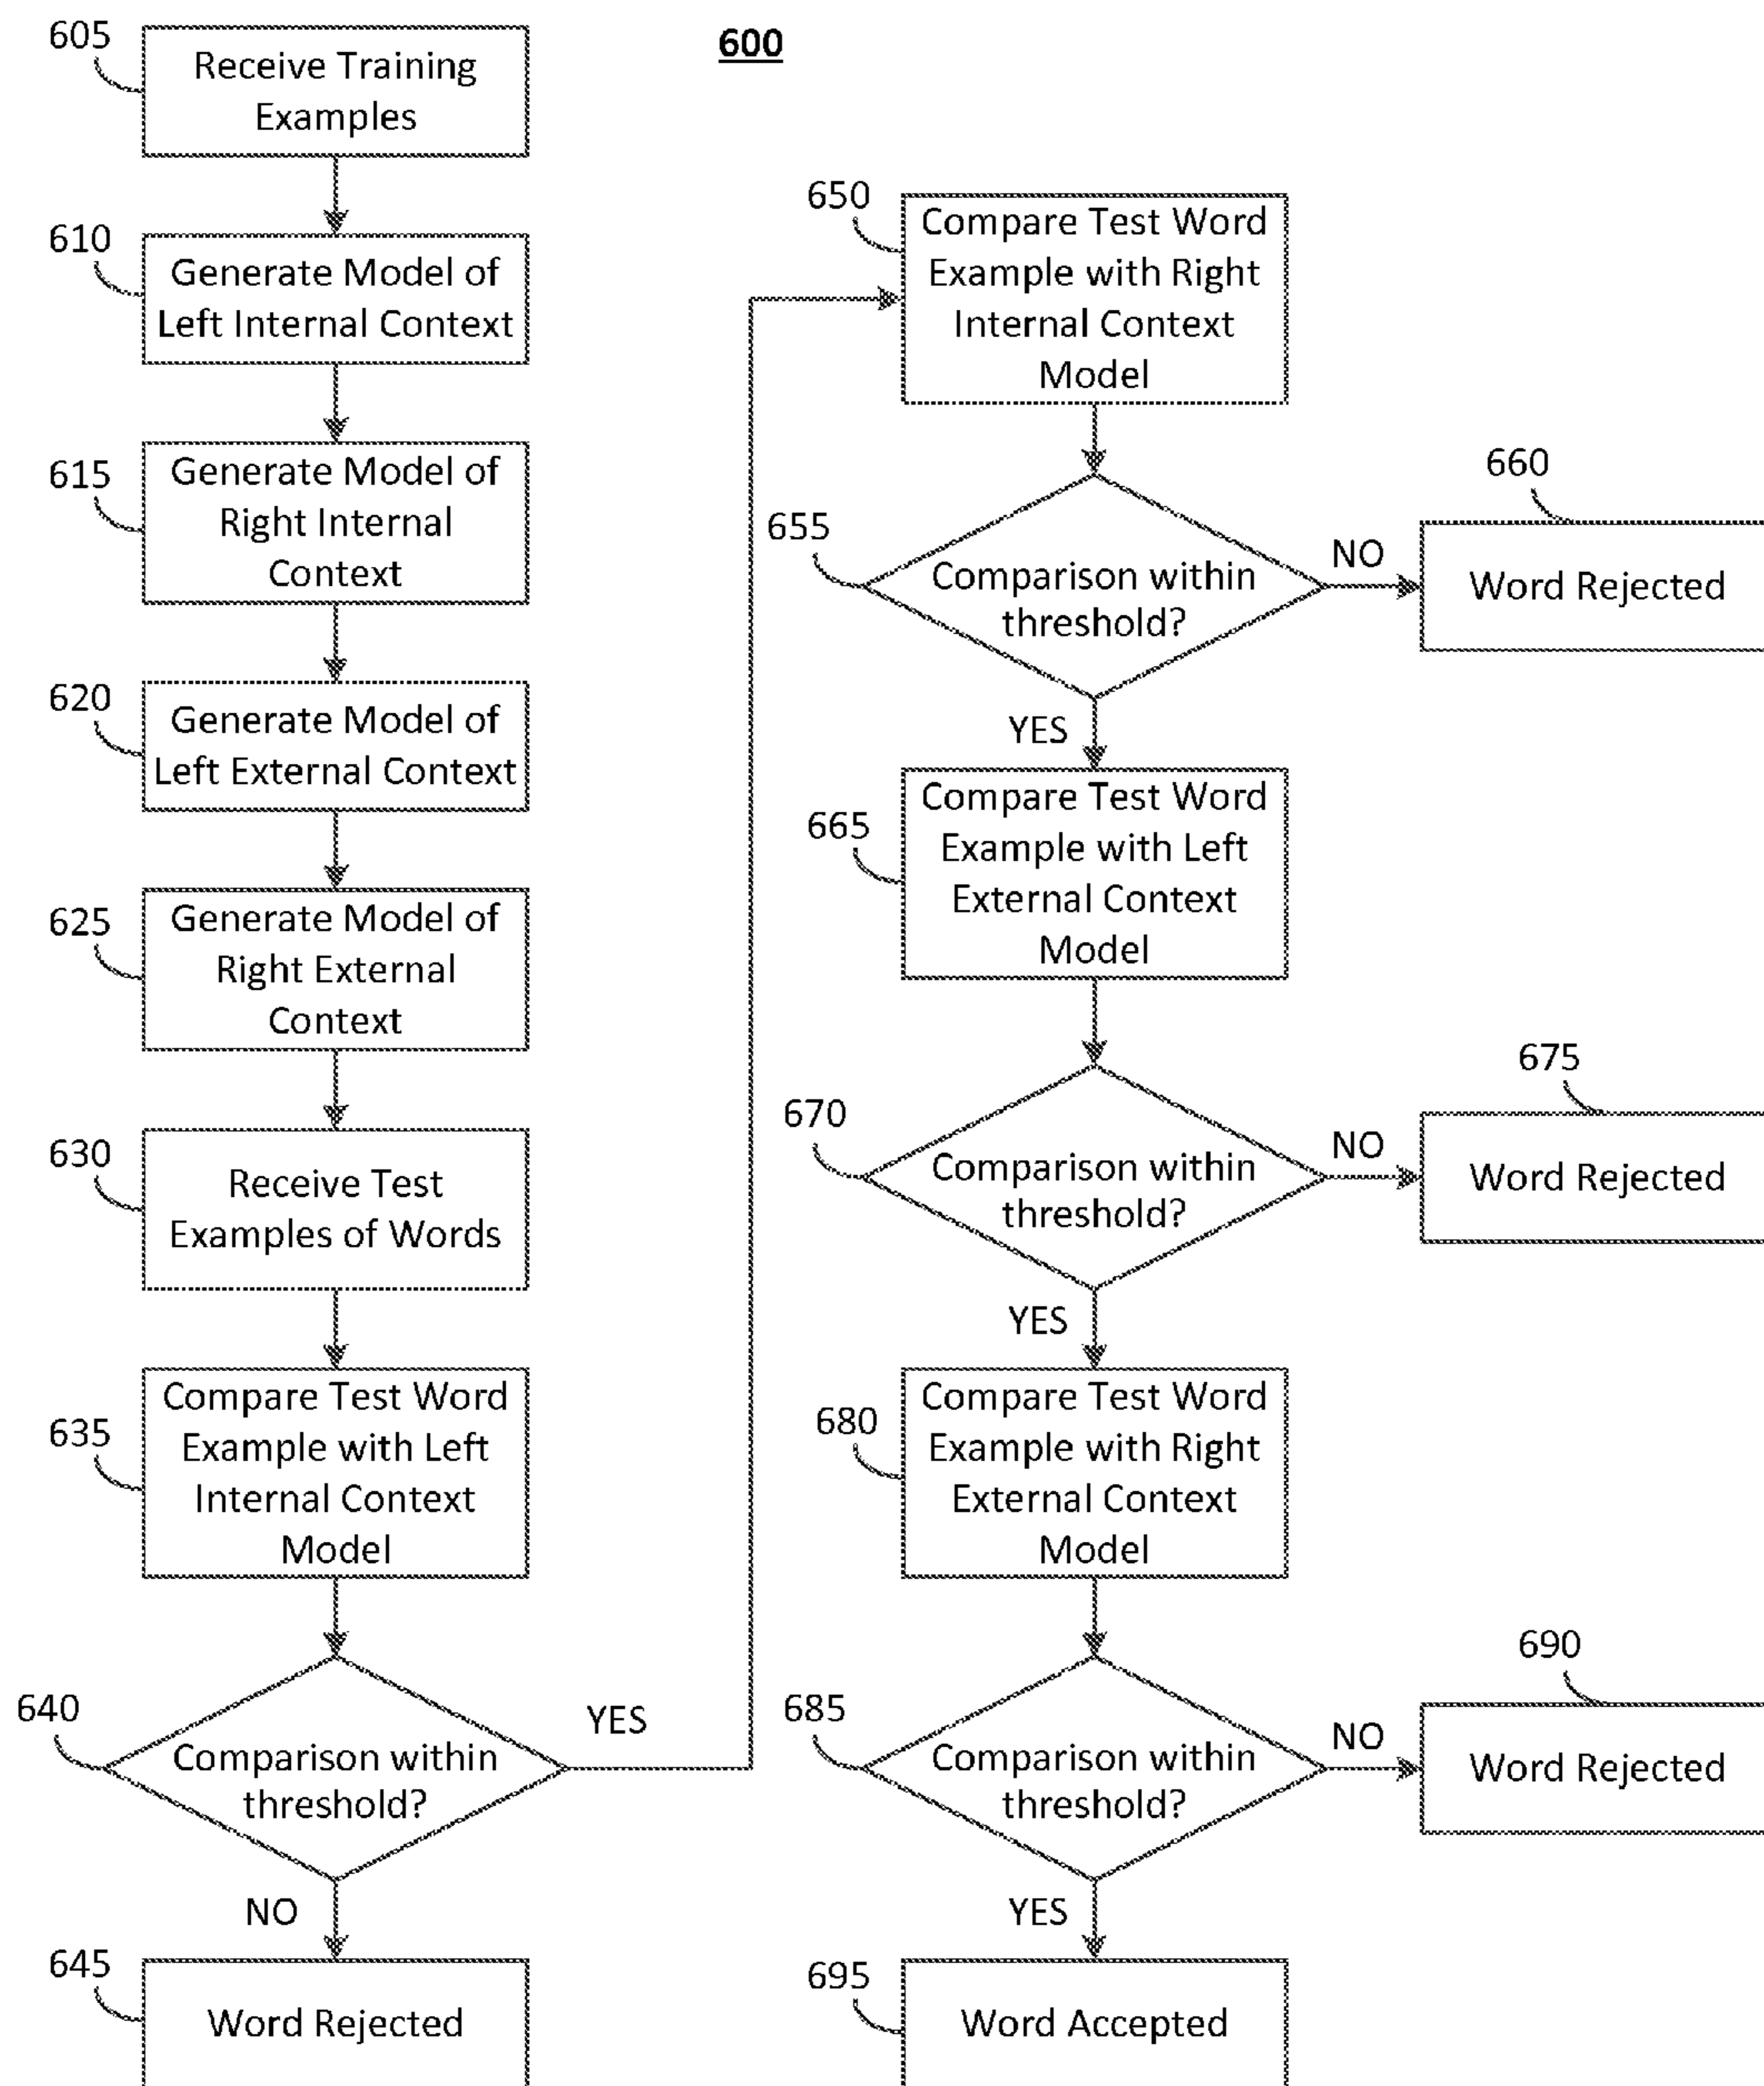 600
605
Receive Training
Examples
610
Generate Model of
Left Internal Context
615
Generate Model of
Right Internal
Context
620
Generate Model of
Left External Context
625
Generate Model of
Right External
Context
630
Receive Test
Examples of Words
635
Compare Test Word
Example with Left
Internal Context
Model
640
Comparison within
threshold?
YES
NO
645
Word Rejected
650
Compare Test Word
Example with Right
Internal Context
Model
655
Comparison within
threshold?
NO
660
Word Rejected
YES
665
Compare Test Word
Example with Left
External Context
Model
670
Comparison within
threshold?
NO
675
Word Rejected
YES
680
Compare Test Word
Example with Right
External Context
Model
685
Comparison within
threshold?
NO
690
Word Rejected
YES
695
Word Accepted